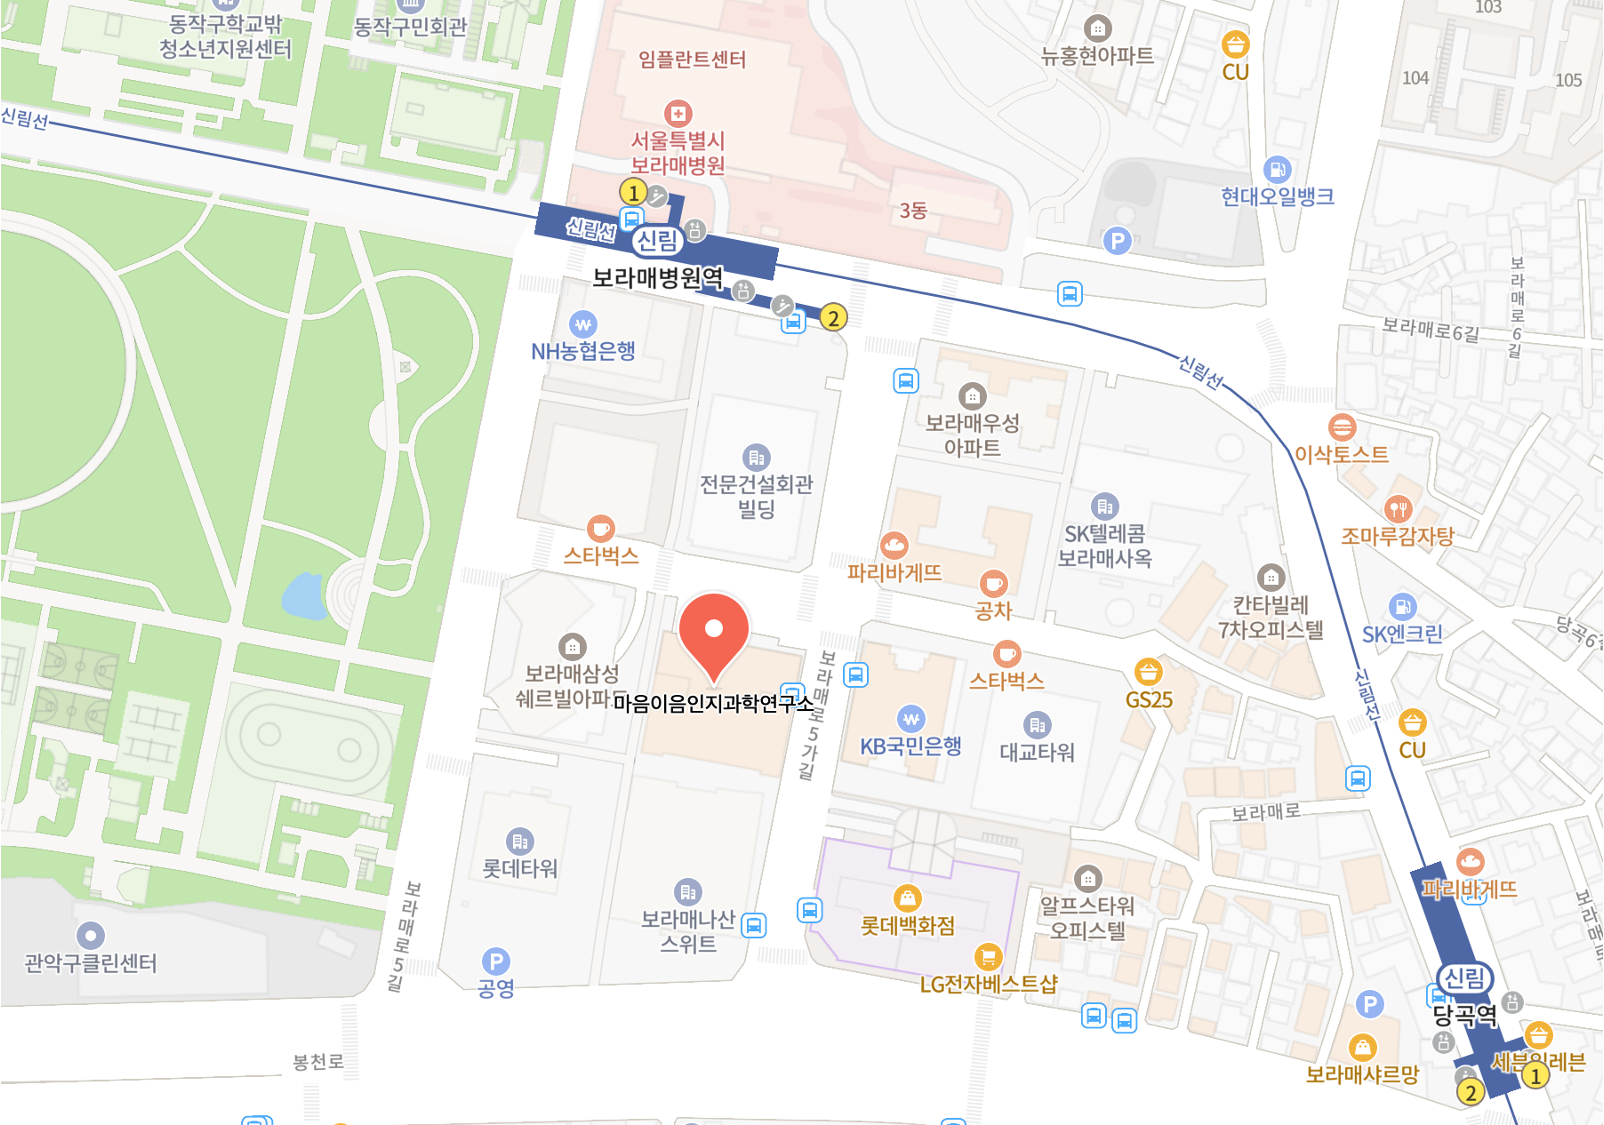 동작구학교밖
청소년지원센터
동작구민회관
임플란트센터
뉴홍현아파트
CU
103
104
105
신림선
서울특별시
보라매병원
1
3동
현대오일뱅크
P
신림선
신림
보라매병원역
2
NH농협은행
보라매로6길
보라매로6길
신림선
보라매우성
아파트
이삭토스트
전문건설회관
빌딩
SK텔레콤
보라매사옥
조마루감자탕
스타벅스
파리바게뜨
공차
칸타빌레
7차오피스텔
SK엔크린
당곡6길
보라매삼성
쉐르빌아파
마음이음인지과학연구소
보라매로5가길
스타벅스
GS25
신림선
KB국민은행
대교타워
CU
보라매로
롯데타워
보라매나산
스위트
롯데백화점
알프스타워
오피스텔
파리바게뜨
보라매로
관악구클린센터
보라매로5길
P
공영
LG전자베스트샵
신림
당곡역
P
보라매샤르망
세븐일레븐
1
2
봉천로